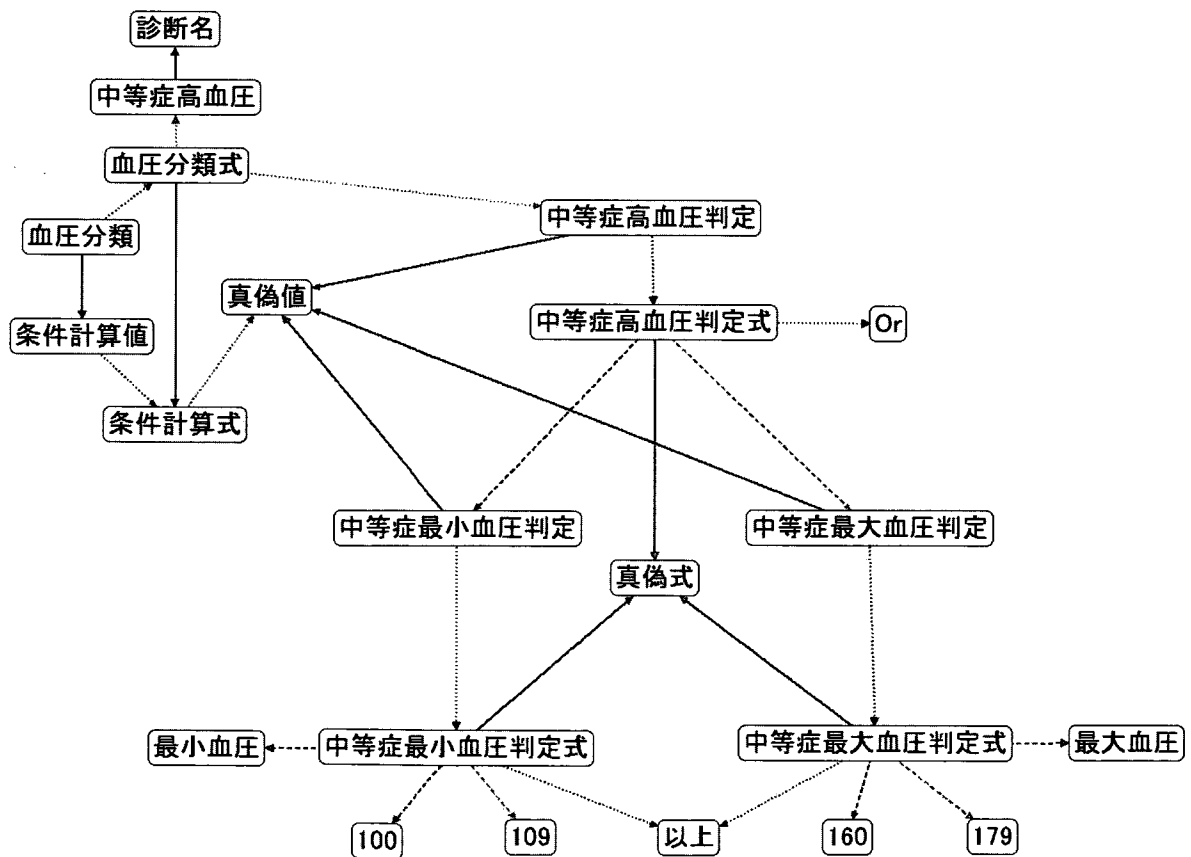 診断名
中等症高血圧
血圧分類式
中等症高血圧判定
血圧分類
真偽値
中等症高血圧判定式
Or
条件計算値
条件計算式
中等症最小血圧判定
中等症最大血圧判定
真偽式
最小血圧
中等症最小血圧判定式
中等症最大血圧判定式
最大血圧
100
109
以上
160
179